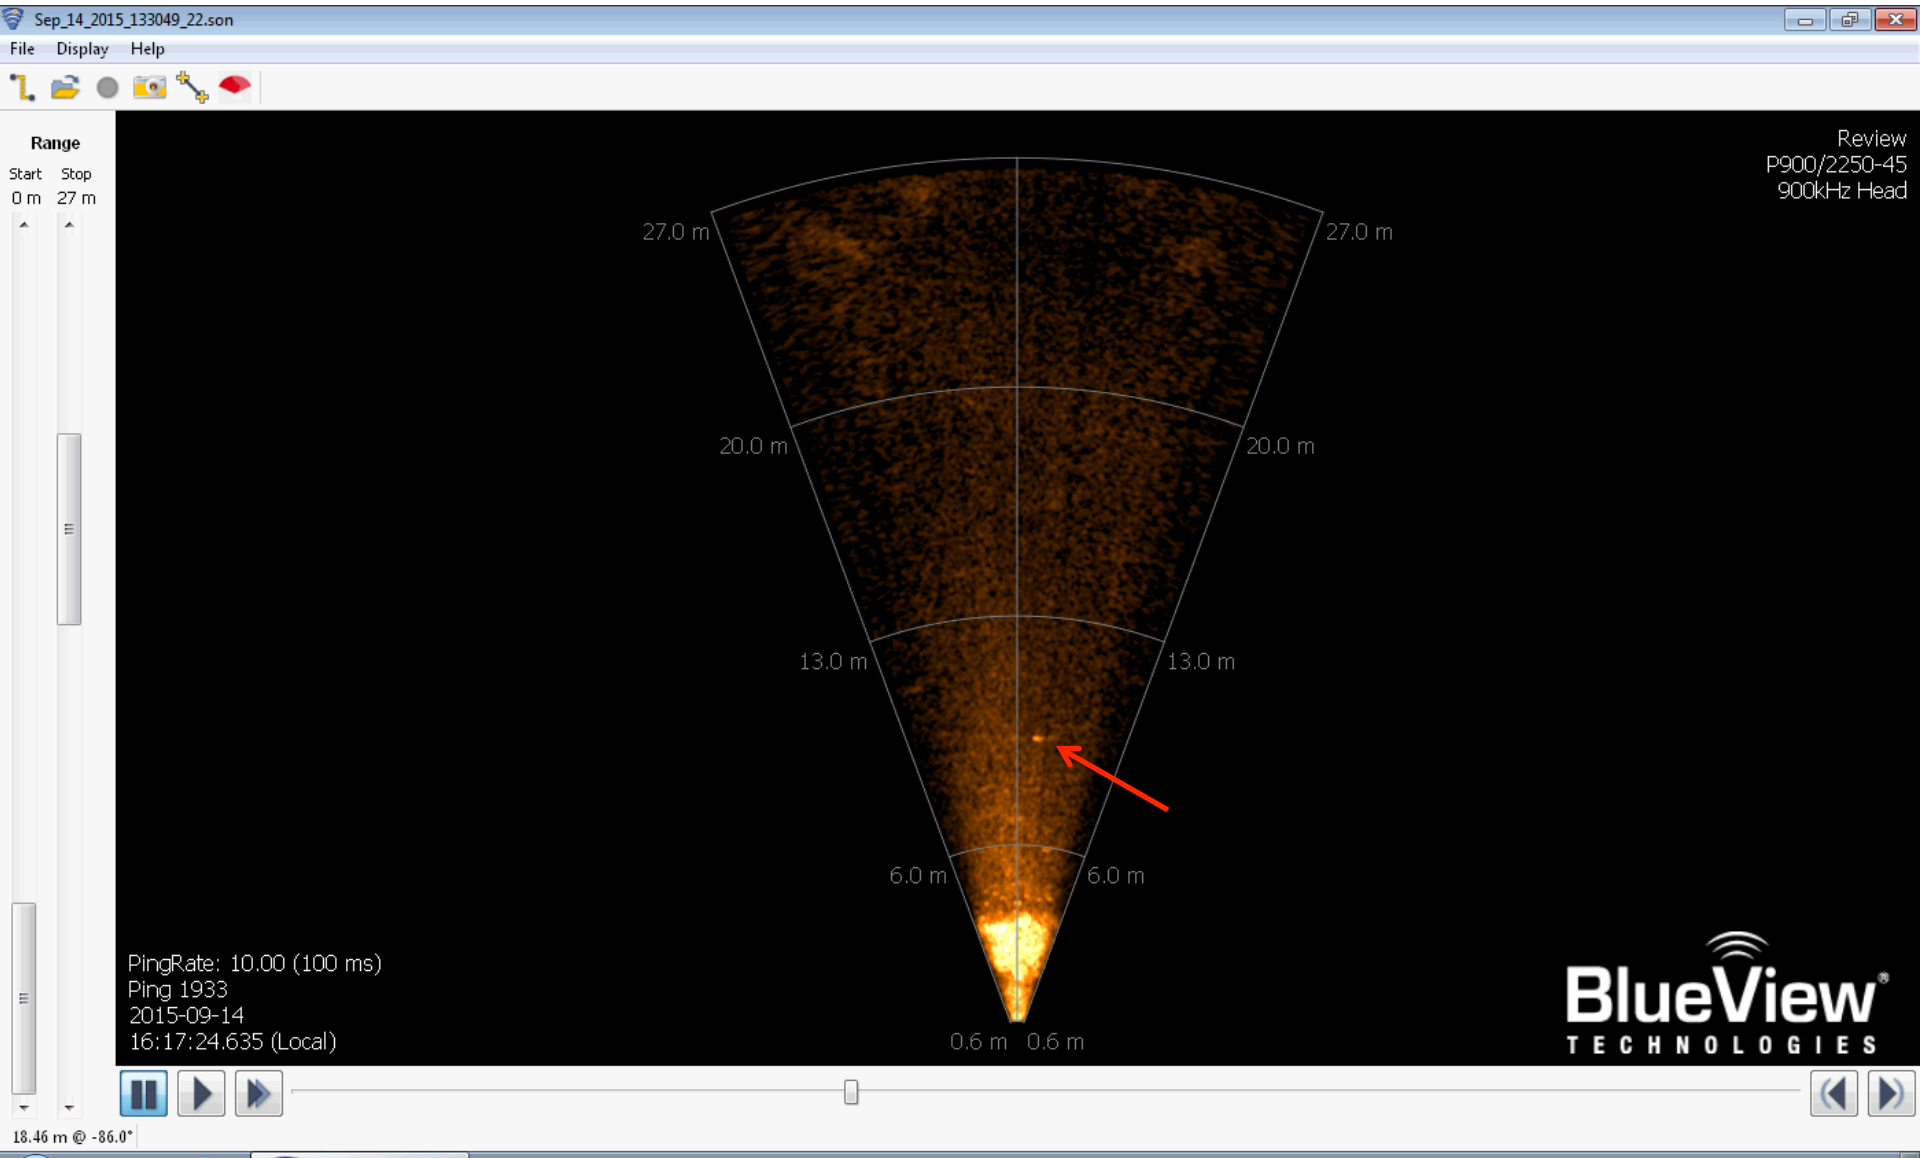 Sep_14_2015_133049_22.son
File Display Help
Range
Start Stop
0 m 27 m
Review
P900/2250-45
900kHz Head
27.0 m 27.0 m
20.0 m 20.0 m
13.0 m 13.0 m
6.0 m 6.0 m
0.6 m 0.6 m
PingRate: 10.00 (100 ms)
Ping 1933
2015-09-14
16:17:24.635 (Local)
BlueView®
TECHNOLOGIES
18.46 m @ -86.0°